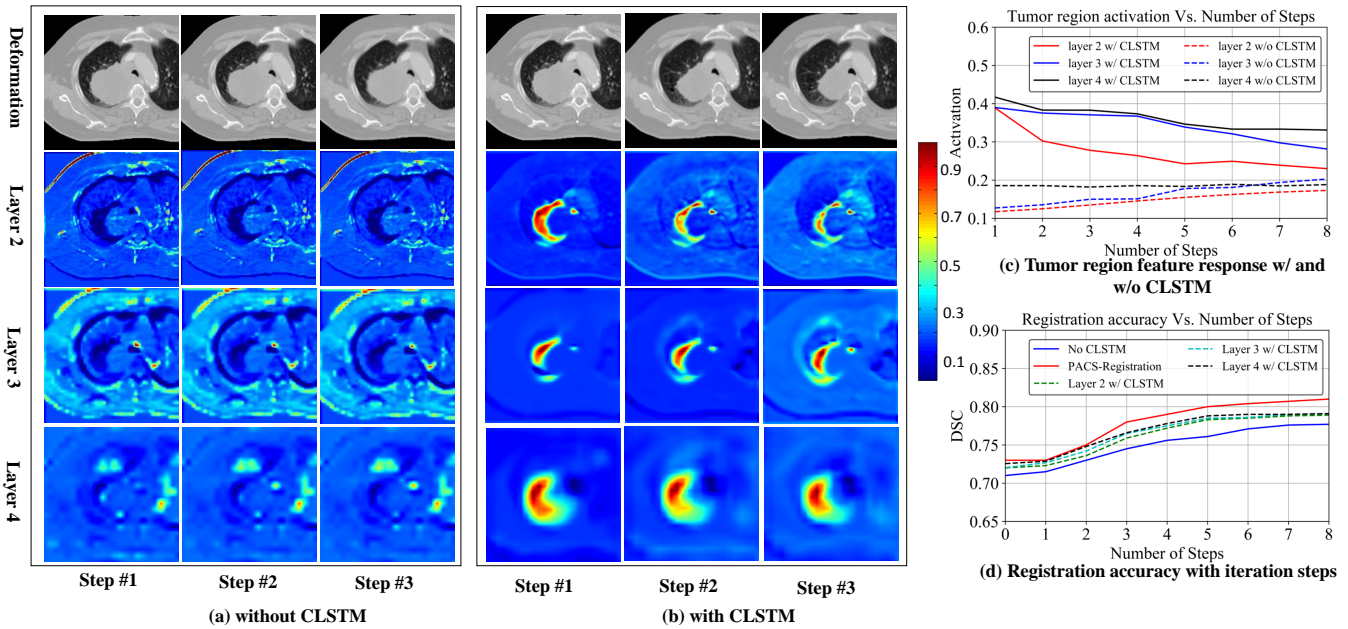 Deformation
Layer 2
Layer 3
Layer 4
Step #1
Step #2
Step #3
(a) without CLSTM
Step #1
Step #2
Step #3
(b) with CLSTM
0.9
0.7
0.5
0.3
0.1
Tumor region activation Vs. Number of Steps
layer 2 w/ CLSTM
layer 3 w/ CLSTM
layer 4 w/ CLSTM
layer 2 w/o CLSTM
layer 3 w/o CLSTM
layer 4 w/o CLSTM
Activation
0.6
0.5
0.4
0.3
0.2
0.1
1 2 3 4 5 6 7 8
Number of Steps
(c) Tumor region feature response w/ and
w/o CLSTM
Registration accuracy Vs. Number of Steps
No CLSTM
PACS-Registration
Layer 2 w/ CLSTM
Layer 3 w/ CLSTM
Layer 4 w/ CLSTM
DSC
0.90
0.85
0.80
0.75
0.70
0.65
0 1 2 3 4 5 6 7 8
Number of Steps
(d) Registration accuracy with iteration steps